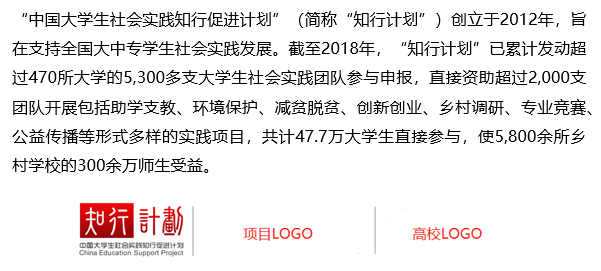 “中国大学生社会实践知行促进计划”（简称“知行计划”）创立于2012年，旨
在支持全国大中专学生社会实践发展。截至2018年，“知行计划”已累计发动超
过470所大学的5,300多支大学生社会实践团队参与申报，直接资助超过2,000支
团队开展包括助学支教、环境保护、减贫脱贫、创新创业、乡村调研、专业竞赛、
公益传播等形式多样的实践项目，共计47.7万大学生直接参与，使5,800余所乡
村学校的300余万师生受益。
知行計劃
中國大學生社會实践知行促进计划
China Education Support Project
项目LOGO
高校LOGO